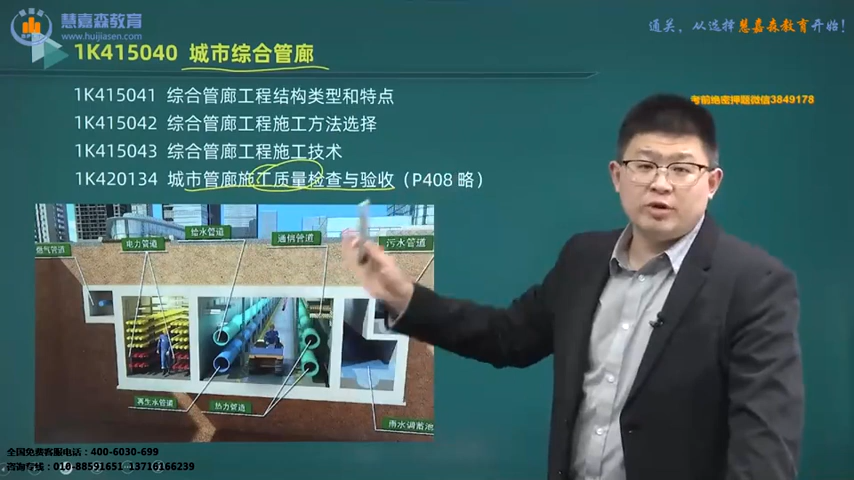 慧嘉森教育
www.huijiasen.com
通关，从选择慧嘉森教育开始！
1K415040 城市综合管廊
考前绝密押题微信3849178
1K415041 综合管廊工程结构类型和特点
1K415042 综合管廊工程施工方法选择
1K415043 综合管廊工程施工技术
1K420134 城市管廊施工质量检查与验收（P408 略）
燃气管道
电力管道
给水管道
通信管道
污水管道
再生水管道
热力管道
雨水调蓄池
全国免费客服电话：400-6030-699
咨询专线：010-88591651 13716166239